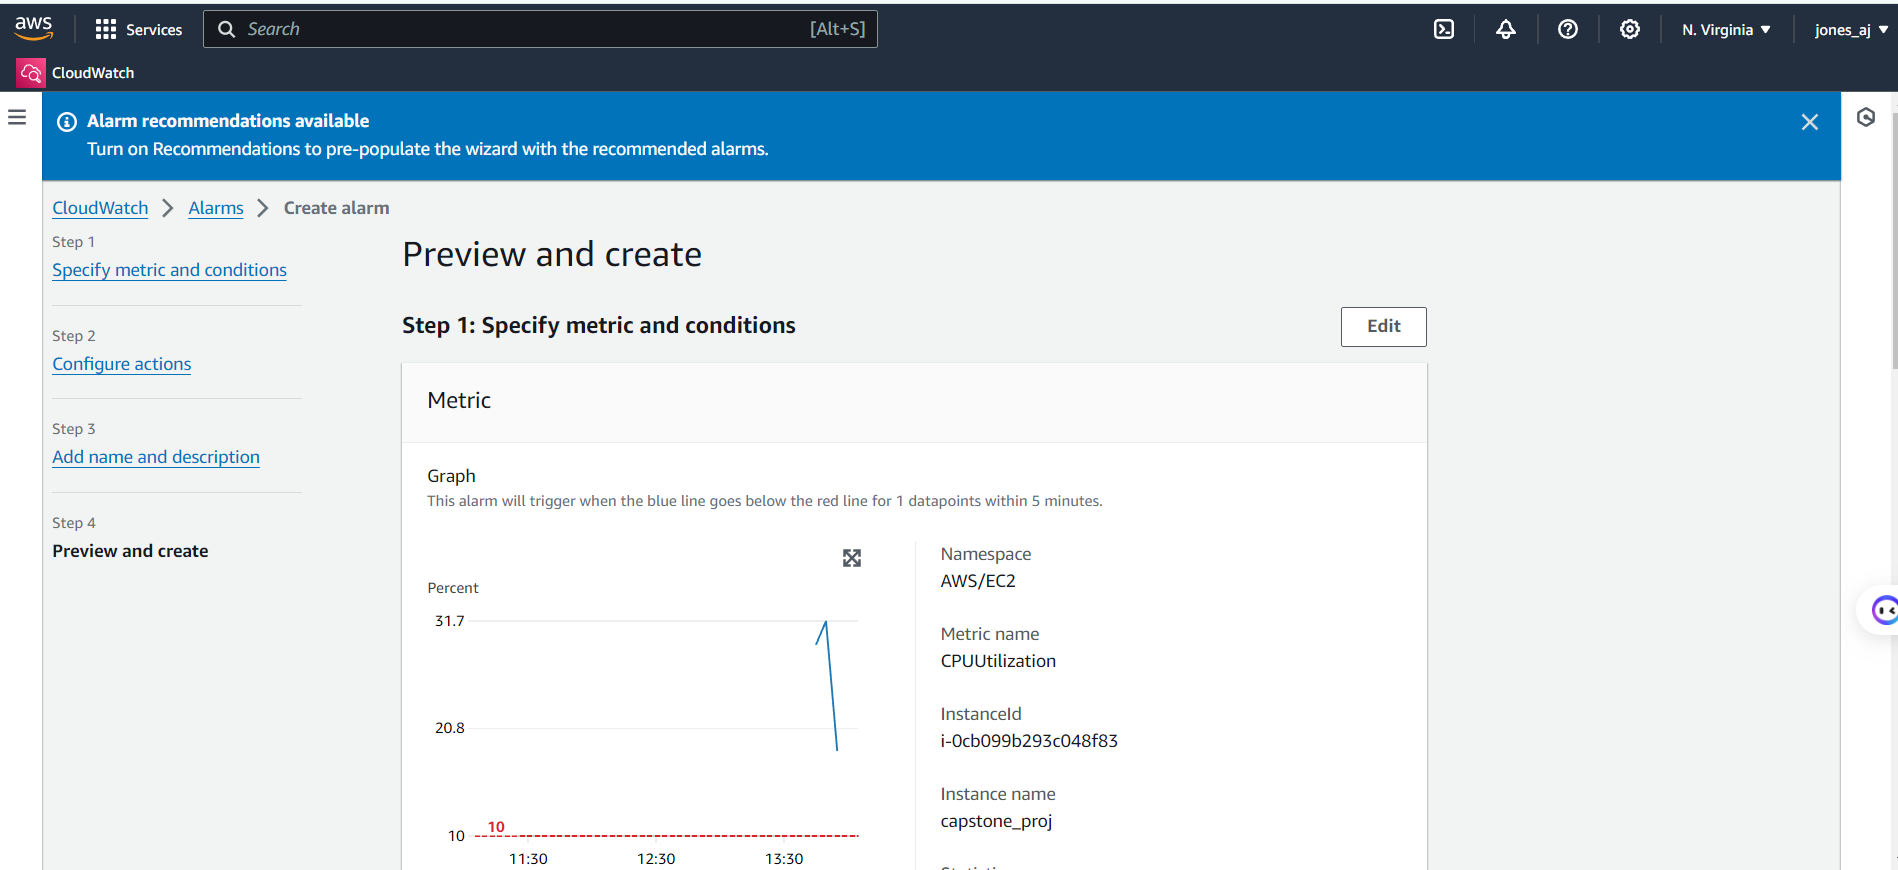 aws
Services
Search
[Alt+S]
N. Virginia
jones_aj
CloudWatch
Alarm recommendations available
Turn on Recommendations to pre-populate the wizard with the recommended alarms.
CloudWatch
Alarms
Create alarm
Step 1
Specify metric and conditions
Step 2
Configure actions
Step 3
Add name and description
Step 4
Preview and create
Preview and create
Step 1: Specify metric and conditions
Edit
Metric
Graph
This alarm will trigger when the blue line goes below the red line for 1 datapoints within 5 minutes.
Percent
31.7
20.8
10
10
11:30
12:30
13:30
Namespace
AWS/EC2
Metric name
CPUUtilization
InstanceId
i-0cb099b293c048f83
Instance name
capstone_proj